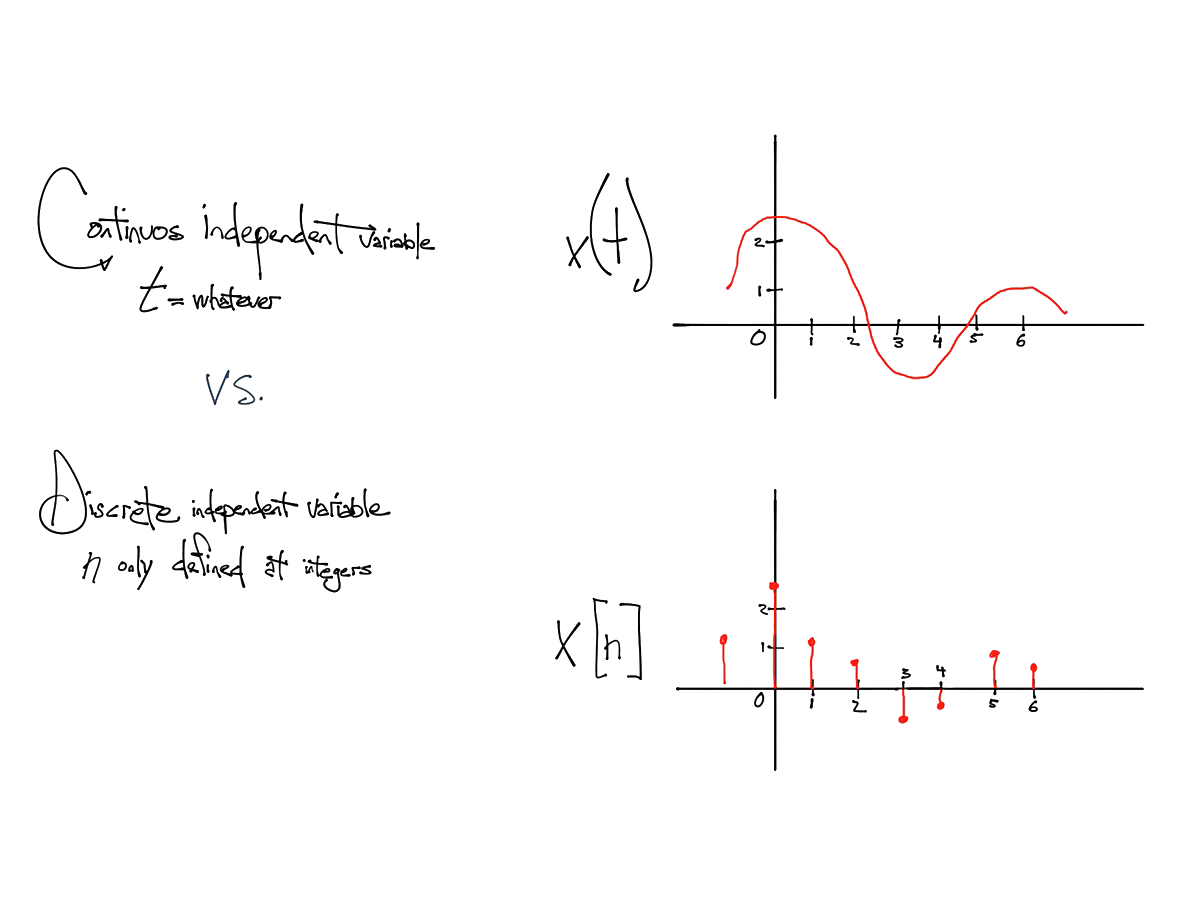 Continuos independent variable
t = whatever
VS.
Discrete independent variable
n only defined at integers
x(t)
2
1
0 1 2 3 4 5 6
X[n]
2
1
3 4
0 1 2 5 6